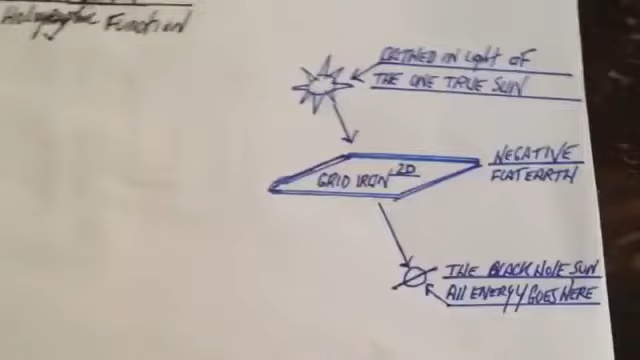 Holographic Function
BATHED IN Light OF
THE ONE TRUE SUN
GRID IRON 2D
NEGATIVE
FLAT EARTH
THE BLACK HOLE SUN
All ENERGY GOES HERE